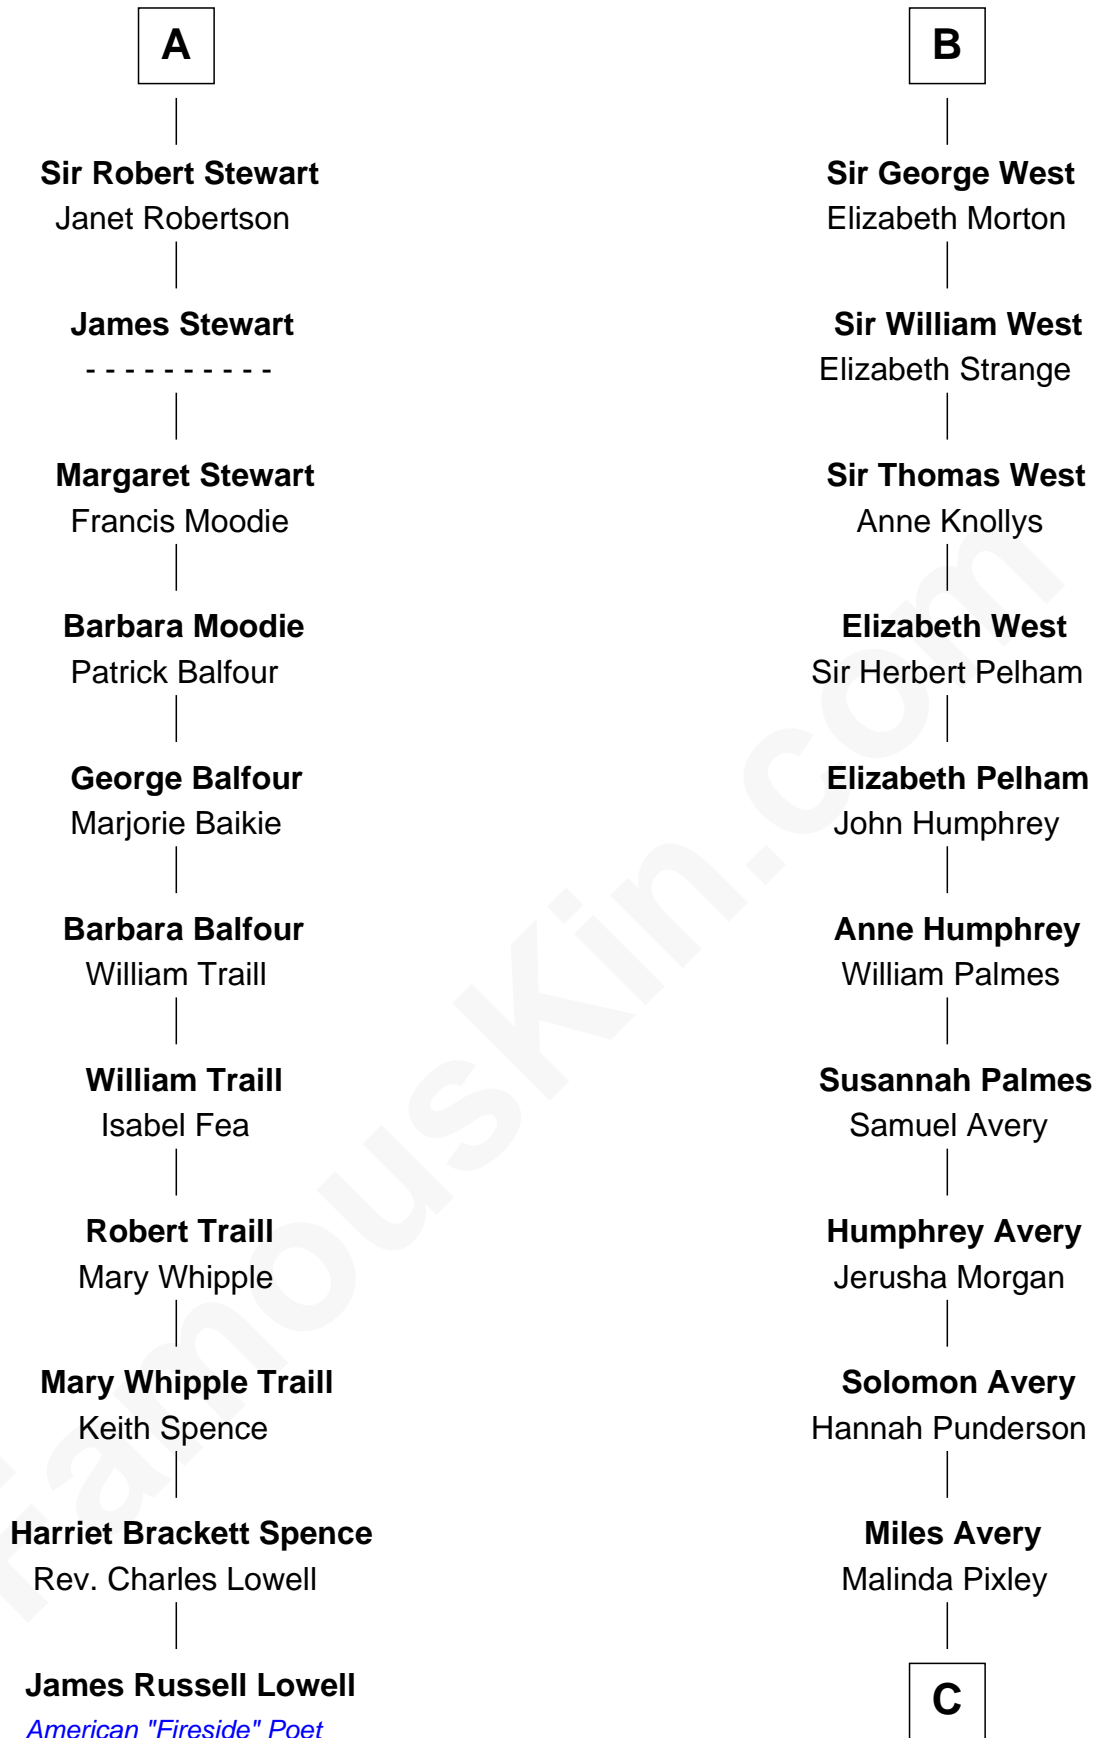 A
Sir Robert Stewart
Janet Robertson
James Stewart
- - - - - - - - - -
Margaret Stewart
Francis Moodie
Barbara Moodie
Patrick Balfour
George Balfour
Marjorie Baikie
Barbara Balfour
William Traill
William Traill
Isabel Fea
Robert Traill
Mary Whipple
Mary Whipple Traill
Keith Spence
Harriet Brackett Spence
Rev. Charles Lowell
James Russell Lowell
American "Fireside" Poet
B
Sir George West
Elizabeth Morton
Sir William West
Elizabeth Strange
Sir Thomas West
Anne Knollys
Elizabeth West
Sir Herbert Pelham
Elizabeth Pelham
John Humphrey
Anne Humphrey
William Palmes
Susannah Palmes
Samuel Avery
Humphrey Avery
Jerusha Morgan
Solomon Avery
Hannah Punderson
Miles Avery
Malinda Pixley
C
famouskin.com